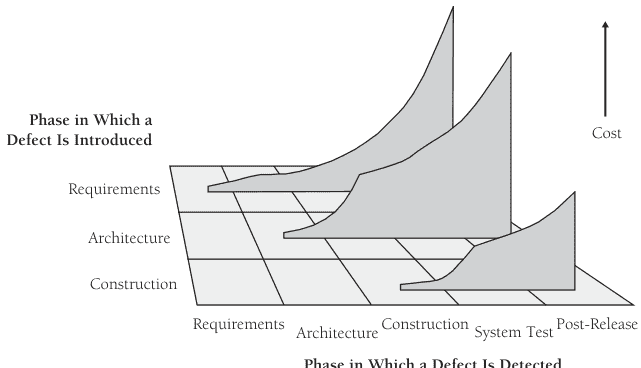 Phase in Which a
Defect Is Introduced
Cost
Requirements
Architecture
Construction
Requirements Architecture Construction System Test Post-Release
Phase in Which a Defect Is Detected